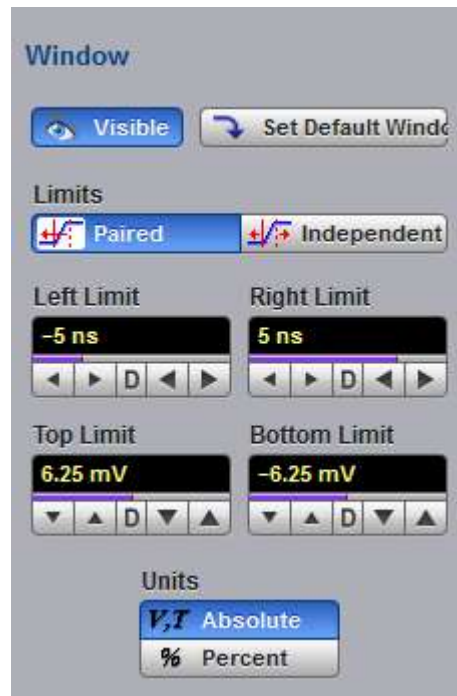 Window
Visible Set Default Windo
Limits
Paired Independent
Left Limit Right Limit
−5 ns 5 ns
D D
Top Limit Bottom Limit
6.25 mV −6.25 mV
D D
Units
V,T Absolute
% Percent